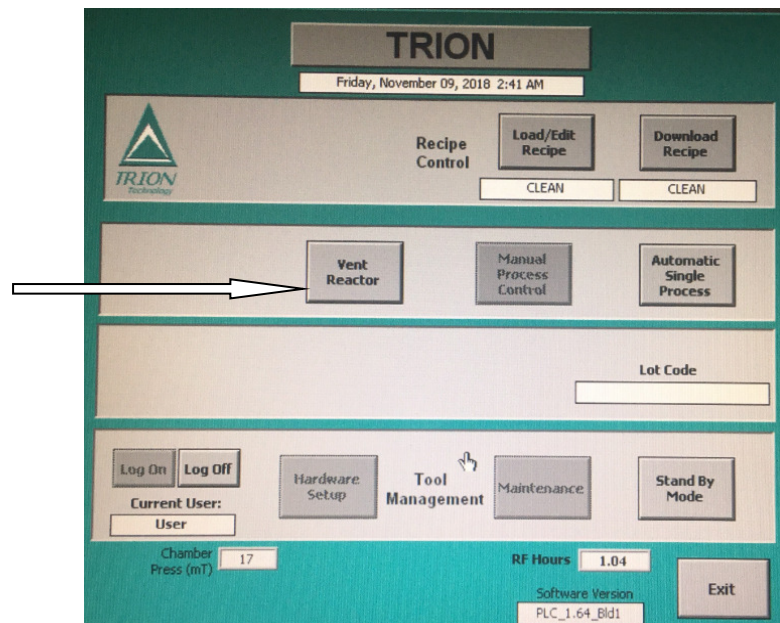 TRION
Friday, November 09, 2018 2:41 AM
TRION
Technology
Recipe
Control
Load/Edit
Recipe
CLEAN
Download
Recipe
CLEAN
Vent
Reactor
Manual
Process
Control
Automatic
Single
Process
Lot Code
Log On
Log Off
Current User:
User
Hardware
Setup
Tool
Management
Maintenance
Stand By
Mode
Chamber
Press (mT)
17
RF Hours
1.04
Software Version
PLC_1.64_Bld1
Exit